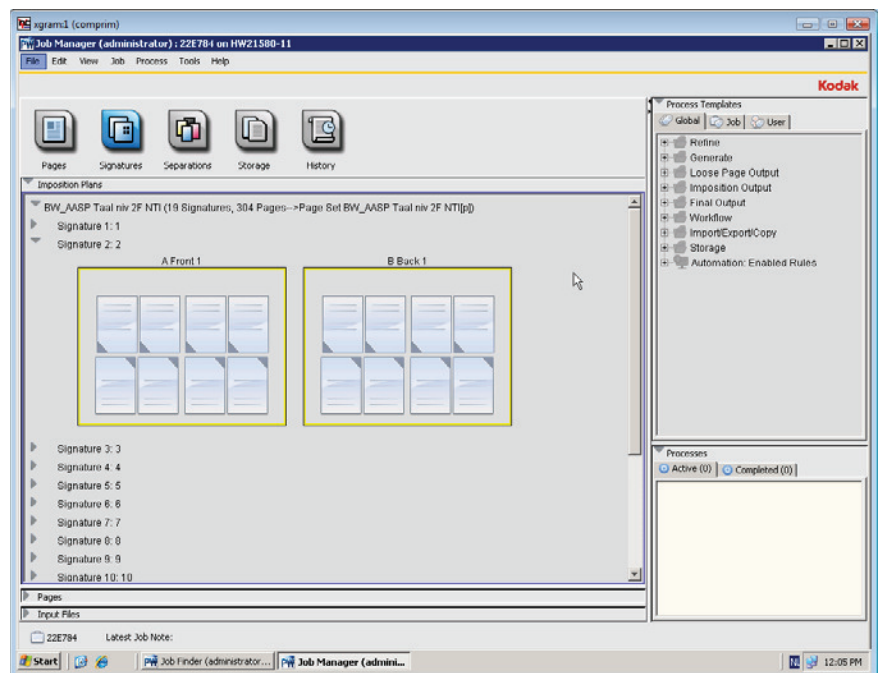 xgram:1 (comprim)
Job Manager (administrator) : 22E784 on HW21580-11
File Edit View Job Process Tools Help
Kodak
Pages Signatures Separations Storage History
Imposition Plans
BW_AASP Taal niv 2F NTI (19 Signatures, 304 Pages-->Page Set BW_AASP Taal niv 2F NTI[p])
Signature 1: 1
Signature 2: 2
A Front 1 B Back 1
Signature 3: 3
Signature 4: 4
Signature 5: 5
Signature 6: 6
Signature 7: 7
Signature 8: 8
Signature 9: 9
Signature 10: 10
Pages
Input Files
22E784 Latest Job Note:
Process Templates
Global Job User
Refine
Generate
Loose Page Output
Imposition Output
Final Output
Workflow
Import/Export/Copy
Storage
Automation: Enabled Rules
Processes
Active (0) Completed (0)
Start Job Finder (administrator... Job Manager (admini... NL 12:05 PM